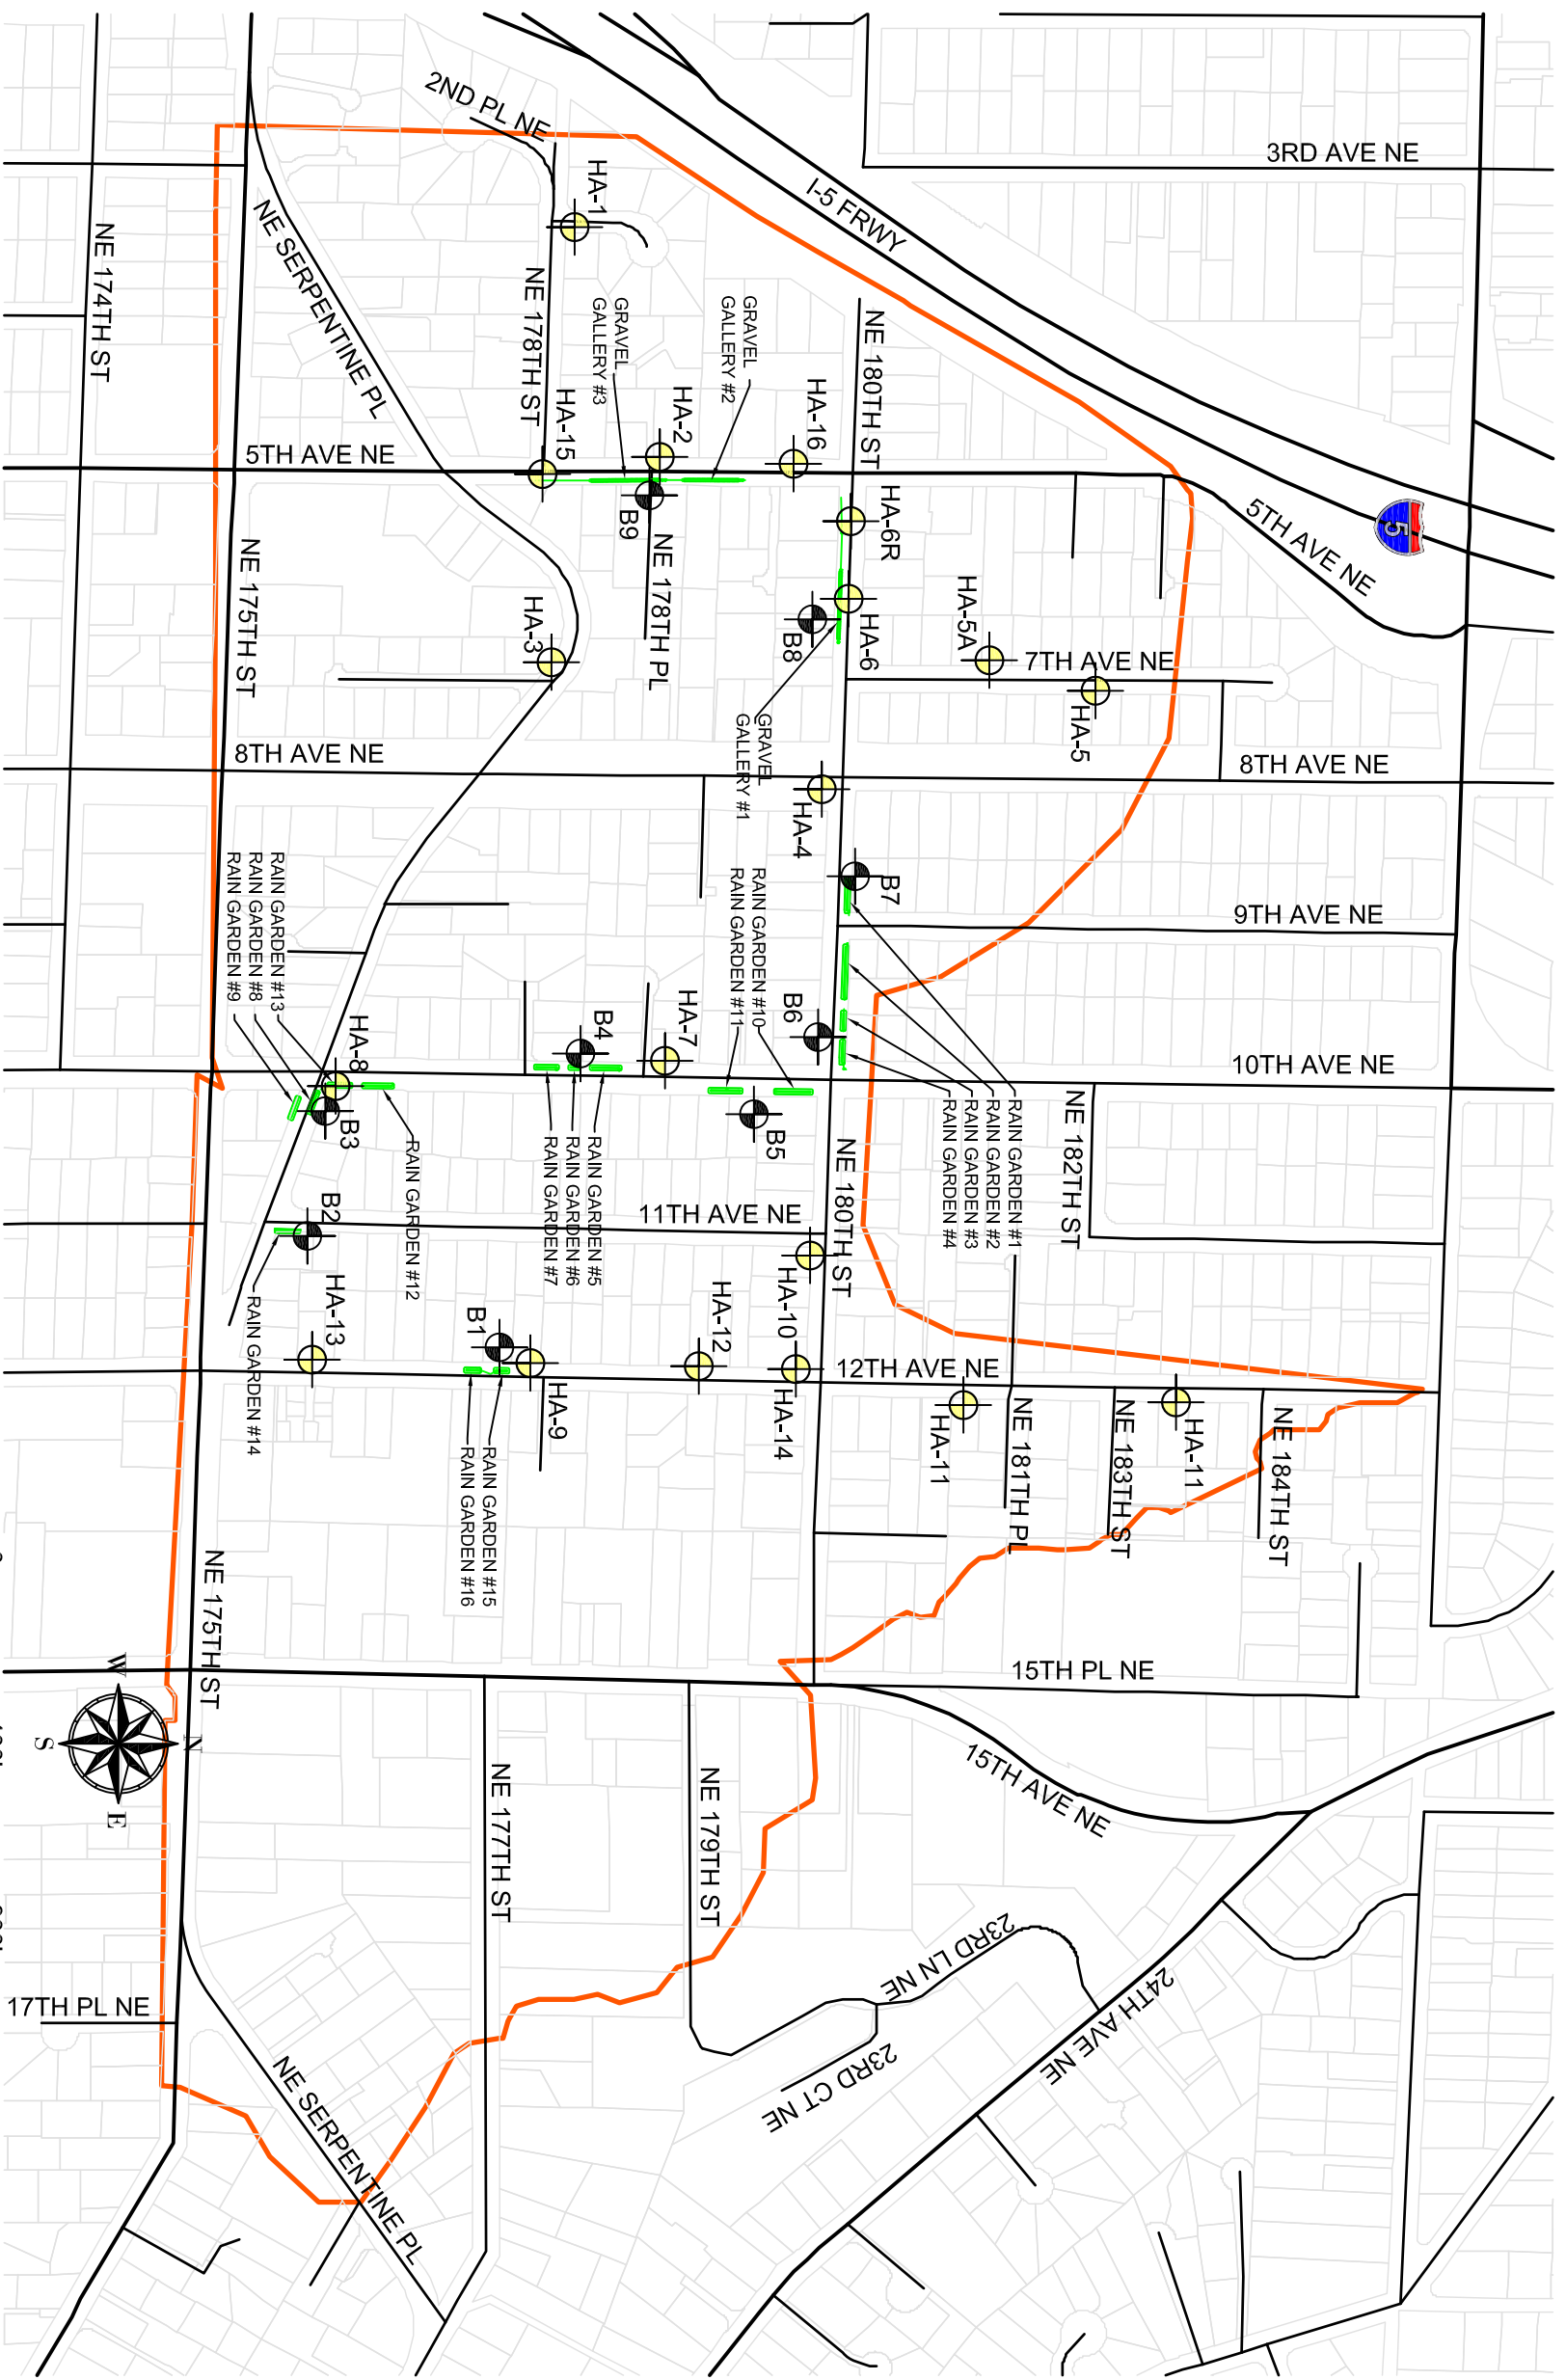 2ND PL NE
3RD AVE NE
I-5 FRWY
HA-1
NE 174TH ST
NE SERPENTINE PL
NE 178TH ST
GRAVEL
GALLERY #3
GRAVEL
GALLERY #2
NE 180TH ST
5TH AVE NE
HA-15
HA-2
HA-16
B9
HA-6R
5
5TH AVE NE
NE 175TH ST
NE 178TH PL
HA-3
B8
HA-6
HA-5A
7TH AVE NE
HA-5
GRAVEL
GALLERY #1
8TH AVE NE
8TH AVE NE
HA-4
B7
9TH AVE NE
RAIN GARDEN #13
RAIN GARDEN #8
RAIN GARDEN #9
RAIN GARDEN #10
RAIN GARDEN #11
B6
HA-7
B4
HA-8
10TH AVE NE
B3
B5
RAIN GARDEN #1
RAIN GARDEN #2
RAIN GARDEN #3
RAIN GARDEN #4
NE 182TH ST
RAIN GARDEN #12
RAIN GARDEN #5
RAIN GARDEN #6
RAIN GARDEN #7
NE 180TH ST
B2
11TH AVE NE
HA-10
HA-13
RAIN GARDEN #14
B1
HA-12
HA-14
12TH AVE NE
HA-9
HA-11
HA-11
NE 181TH PL
NE 183TH ST
NE 184TH ST
RAIN GARDEN #15
RAIN GARDEN #16
NE 175TH ST
15TH PL NE
W
N
S
E
15TH AVE NE
NE 177TH ST
NE 179TH ST
23RD LN NE
24TH AVE NE
23RD CT NE
17TH PL NE
NE SERPENTINE PL